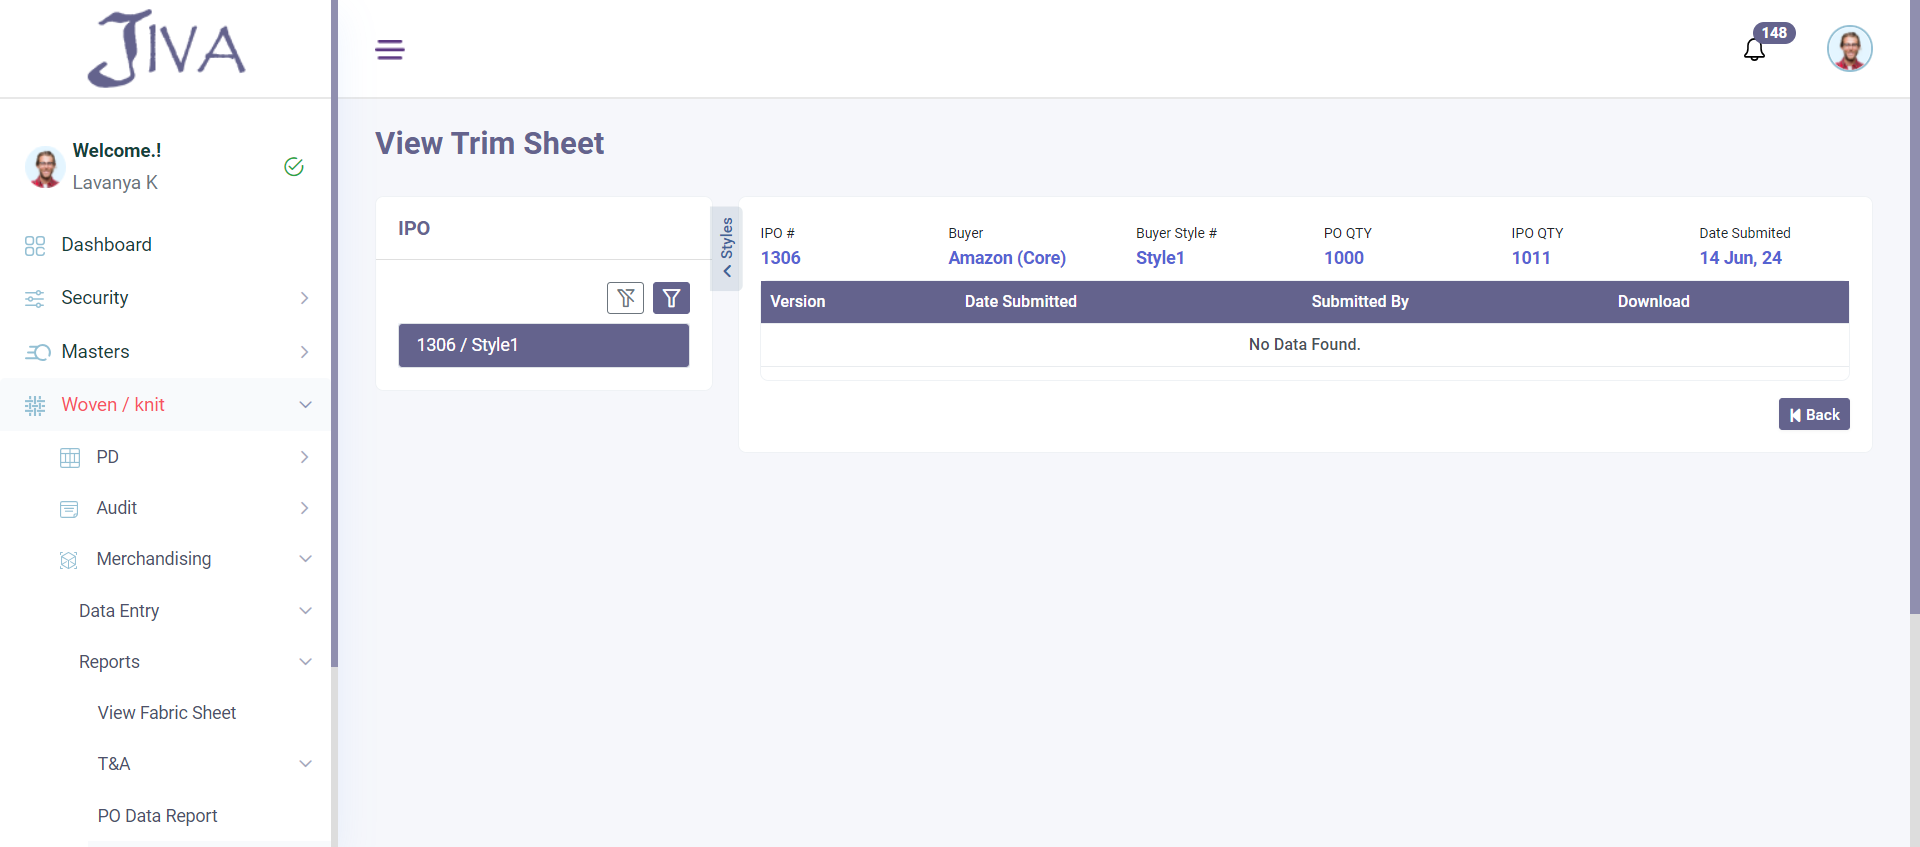 JIVA
148
Welcome.!
Lavanya K
Dashboard
Security
Masters
Woven / knit
PD
Audit
Merchandising
Data Entry
Reports
View Fabric Sheet
T&A
PO Data Report
View Trim Sheet
IPO
1306 / Style1
Styles
IPO # Buyer Buyer Style # PO QTY IPO QTY Date Submited
1306 Amazon (Core) Style1 1000 1011 14 Jun, 24
Version Date Submitted Submitted By Download
No Data Found.
Back